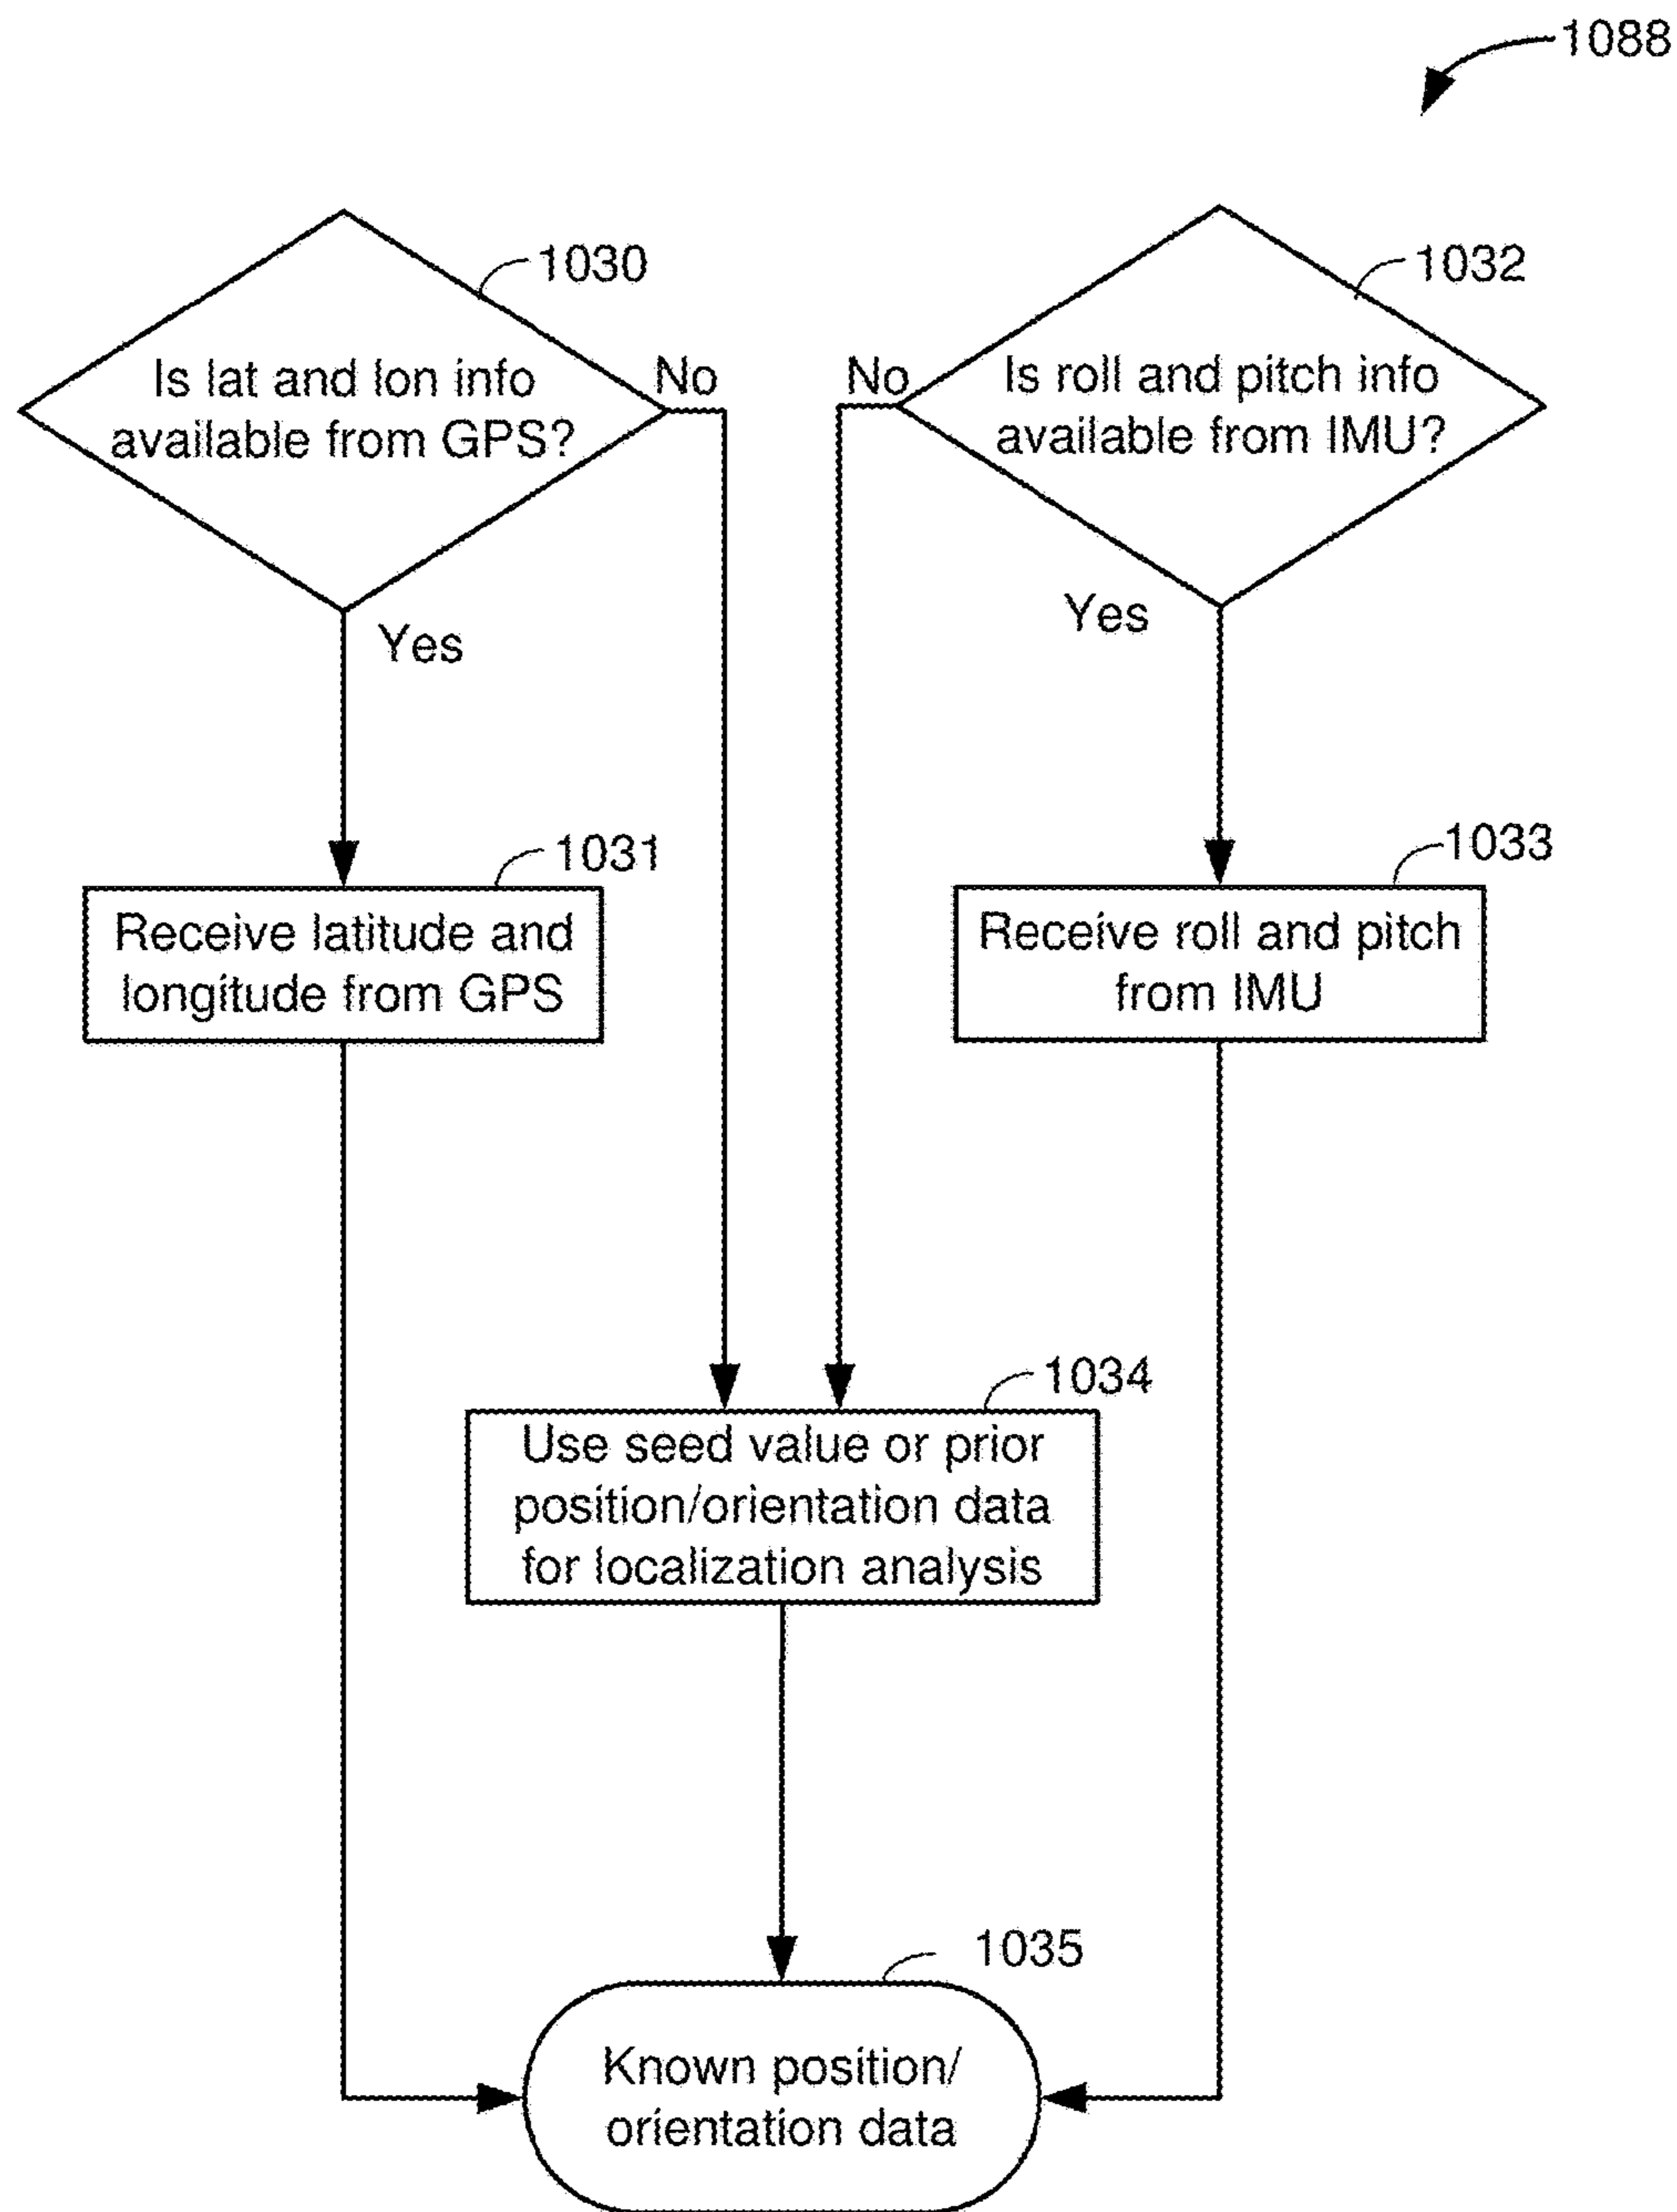 1088
1030
Is lat and lon info
available from GPS?
No
Yes
1032
Is roll and pitch info
available from IMU?
No
Yes
1031
Receive latitude and
longitude from GPS
1033
Receive roll and pitch
from IMU
1034
Use seed value or prior
position/orientation data
for localization analysis
1035
Known position/
orientation data